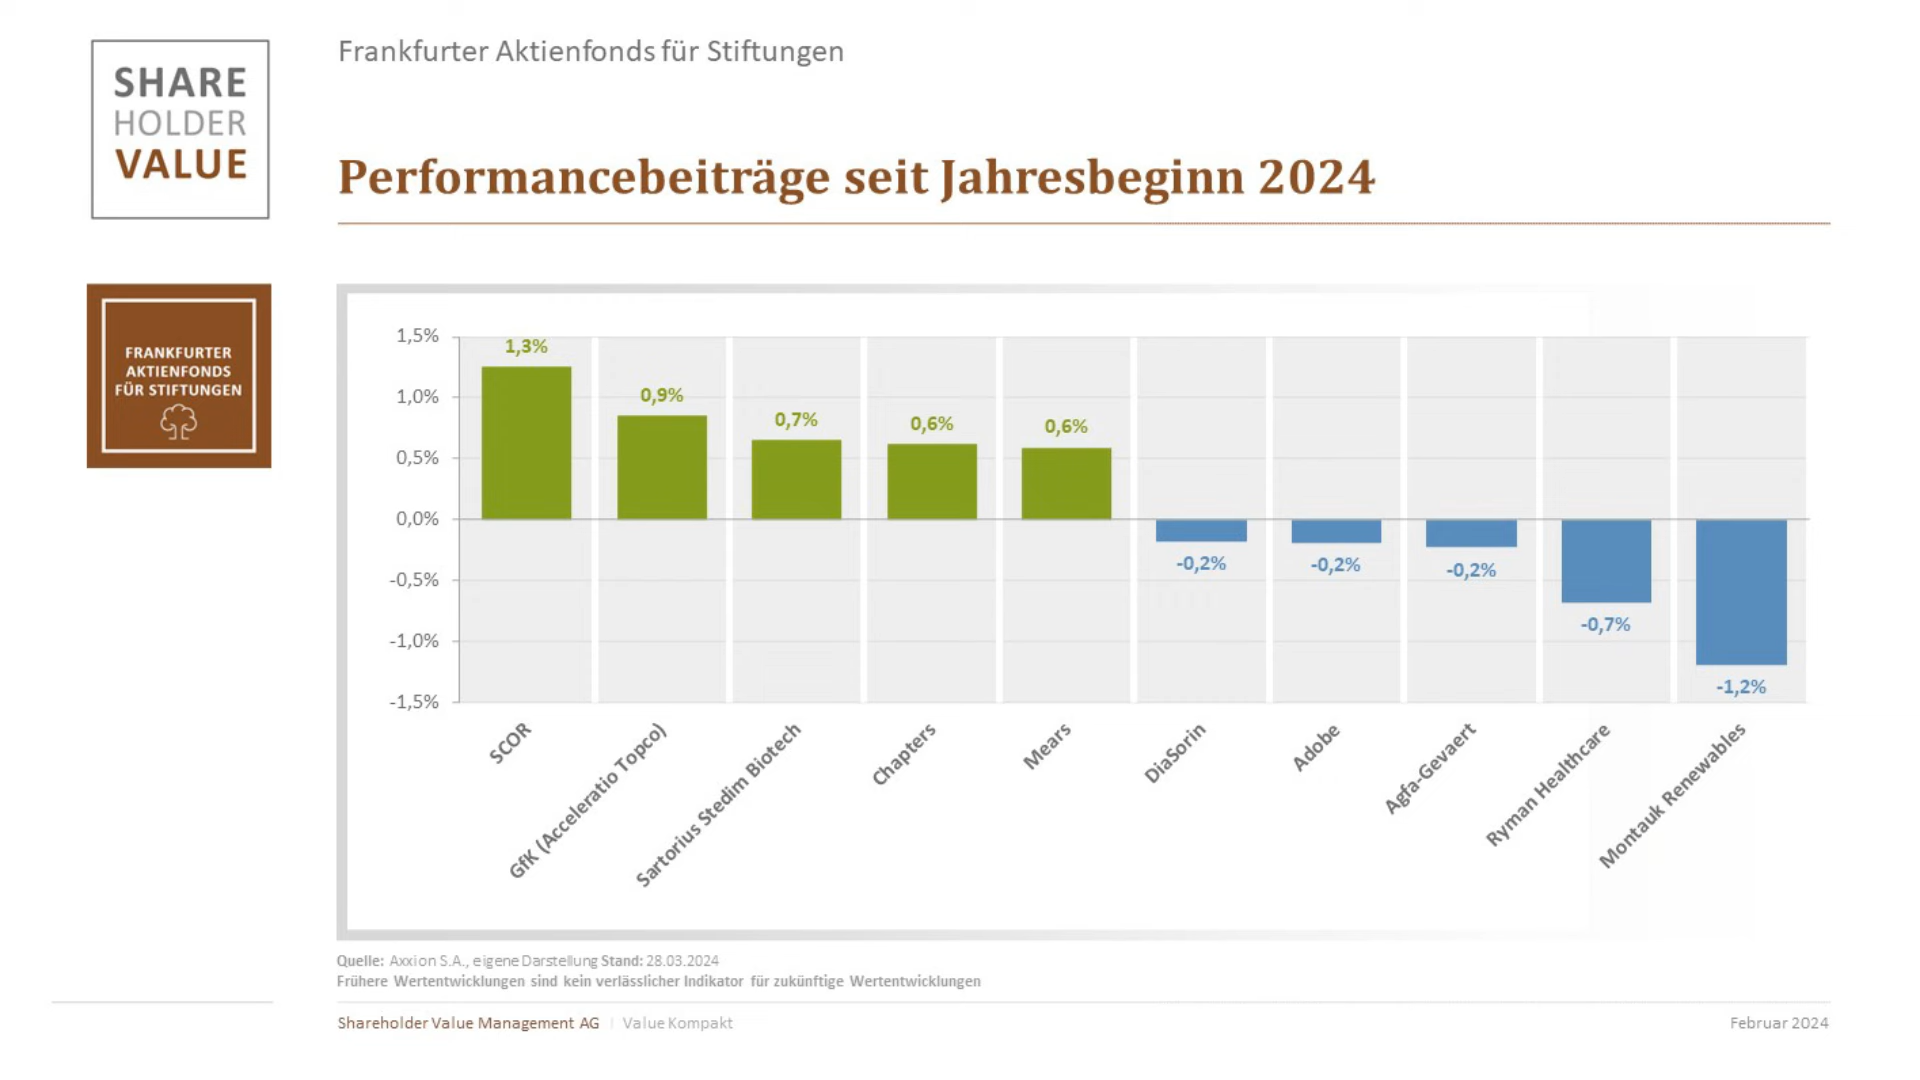 SHARE
HOLDER
VALUE
Frankfurter Aktienfonds für Stiftungen
Performancebeiträge seit Jahresbeginn 2024
FRANKFURTER
AKTIENFONDS
FÜR STIFTUNGEN
1,5%
1,0%
0,5%
0,0%
-0,5%
-1,0%
-1,5%
1,3%
0,9%
0,7%
0,6%
0,6%
-0,2%
-0,2%
-0,2%
-0,7%
-1,2%
SCOR
GfK (Acceleratio Topco)
Sartorius Stedim Biotech
Chapters
Mears
DiaSorin
Adobe
Agfa-Gevaert
Ryman Healthcare
Montauk Renewables
Quelle: Axxion S.A., eigene Darstellung Stand: 28.03.2024
Frühere Wertentwicklungen sind kein verlässlicher Indikator für zukünftige Wertentwicklungen
Shareholder Value Management AG | Value Kompakt
Februar 2024